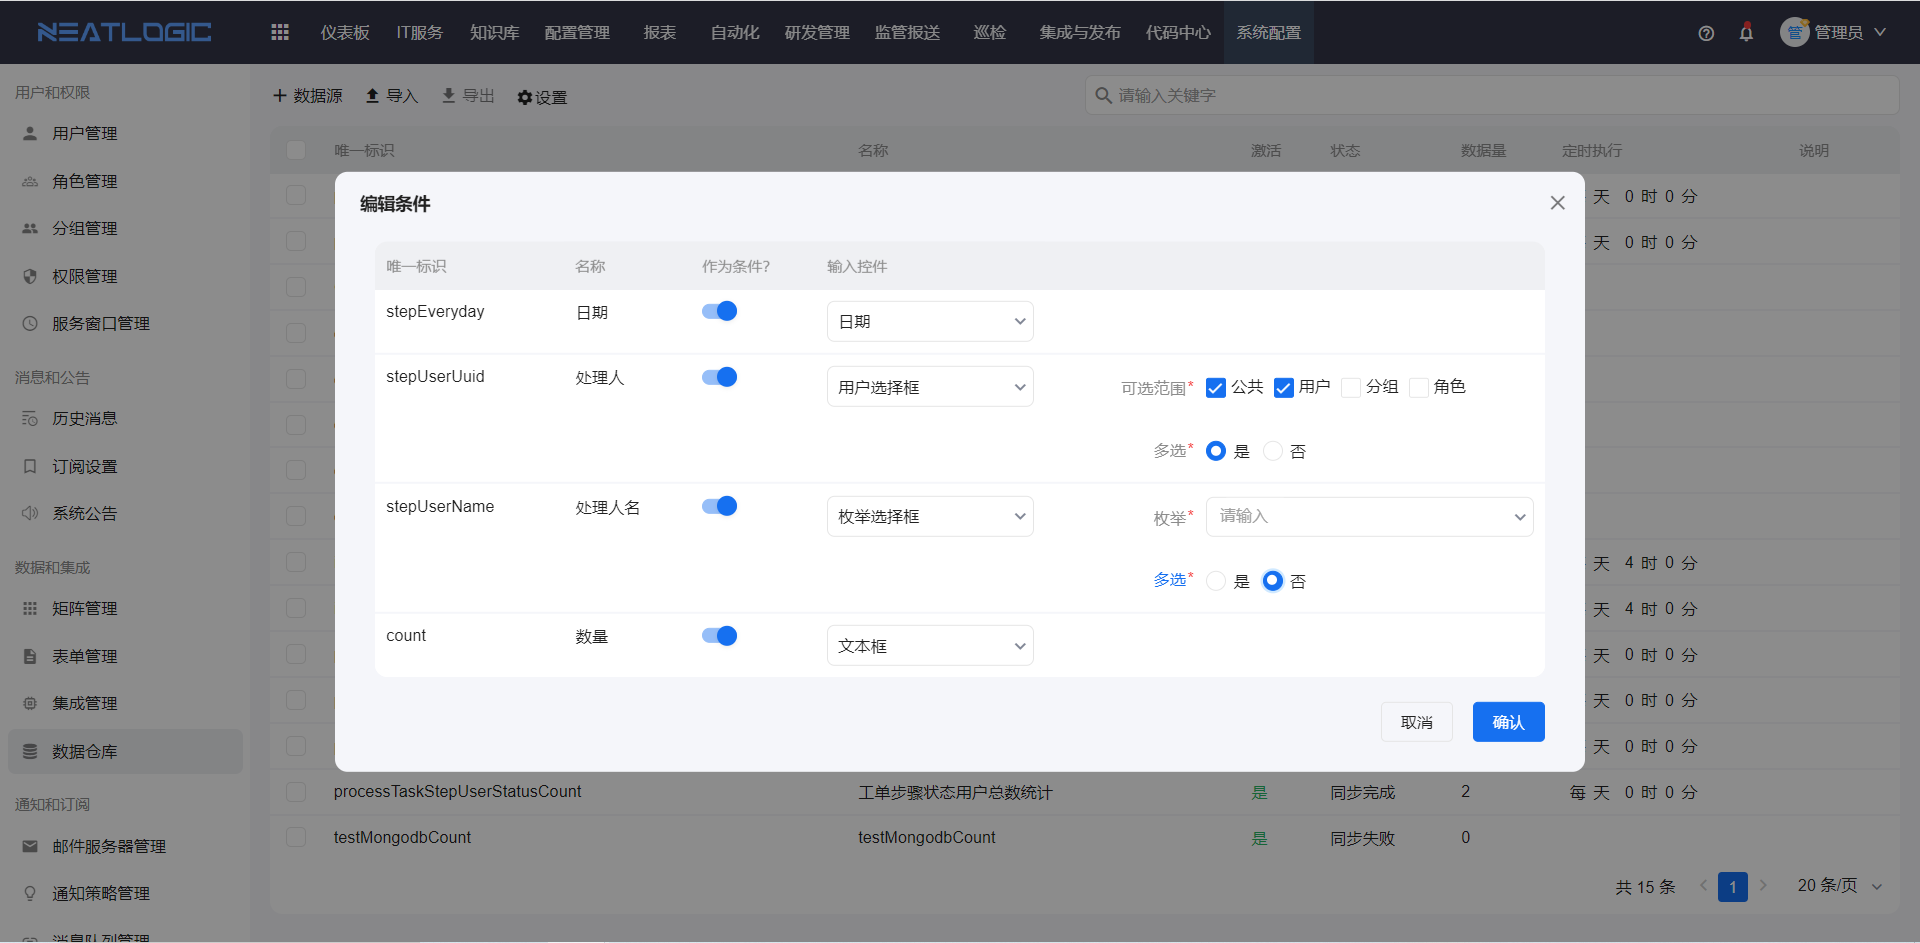 NEATLOGIC
仪表板 IT服务 知识库 配置管理 报表 自动化 研发管理 监管报送 巡检 集成与发布 代码中心 系统配置
管 管理员
用户和权限
用户管理
角色管理
分组管理
权限管理
服务窗口管理
消息和公告
历史消息
订阅设置
系统公告
数据和集成
矩阵管理
表单管理
集成管理
数据仓库
通知和订阅
邮件服务器管理
通知策略管理
消息队列管理
数据源 导入 导出 设置
请输入关键字
唯一标识 名称 激活 状态 数据量 定时执行 说明
天 0 时 0 分
天 0 时 0 分
编辑条件
唯一标识 名称 作为条件? 输入控件
stepEveryday 日期 日期
stepUserUuid 处理人 用户选择框 可选范围* 公共 用户 分组 角色
多选* 是 否
stepUserName 处理人名 枚举选择框 枚举* 请输入
多选* 是 否
count 数量 文本框
取消 确认
天 4 时 0 分
天 4 时 0 分
天 0 时 0 分
天 0 时 0 分
天 0 时 0 分
processTaskStepUserStatusCount 工单步骤状态用户总数统计 是 同步完成 2 每 天 0 时 0 分
testMongodbCount testMongodbCount 是 同步失败 0
共 15 条 1 20 条/页